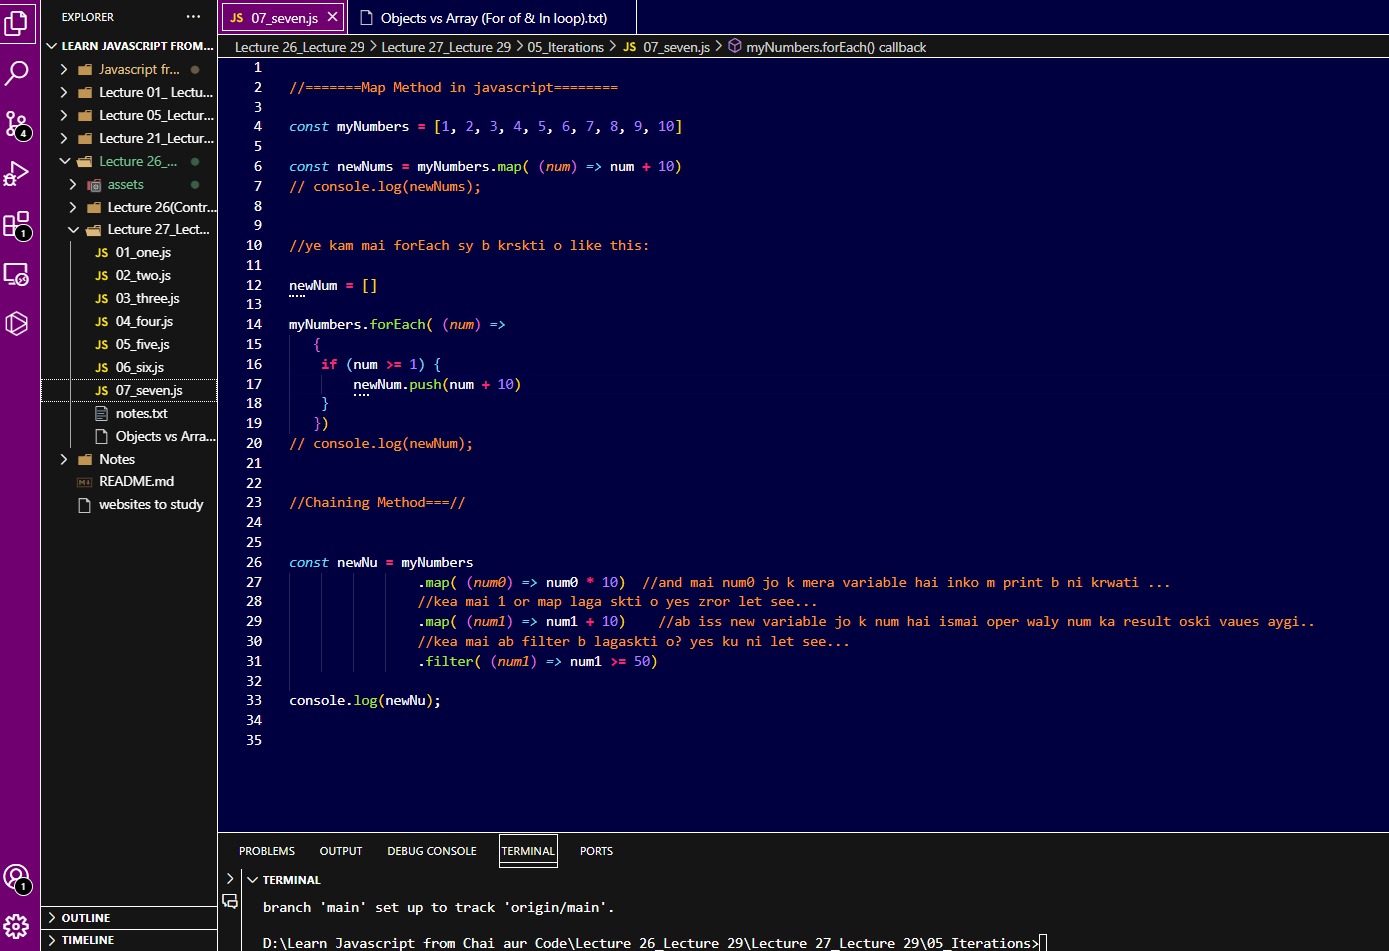 EXPLORER
LEARN JAVASCRIPT FROM...
Javascript fr...
Lecture 01_ Lectu...
Lecture 05_Lectur...
Lecture 21_Lectur...
Lecture 26_...
assets
Lecture 26(Contr...
Lecture 27_Lect...
JS 01_one.js
JS 02_two.js
JS 03_three.js
JS 04_four.js
JS 05_five.js
JS 06_six.js
JS 07_seven.js
notes.txt
Objects vs Arra...
Notes
README.md
websites to study
OUTLINE
TIMELINE
4
1
1
JS 07_seven.js
Objects vs Array (For of & In loop).txt)
Lecture 26_Lecture 29 > Lecture 27_Lecture 29 > 05_Iterations > JS 07_seven.js > myNumbers.forEach() callback
1
2 //=======Map Method in javascript========
3
4 const myNumbers = [1, 2, 3, 4, 5, 6, 7, 8, 9, 10]
5
6 const newNums = myNumbers.map( (num) => num + 10)
7 // console.log(newNums);
8
9
10 //ye kam mai forEach sy b krskti o like this:
11
12 newNum = []
13
14 myNumbers.forEach( (num) =>
15 {
16 if (num >= 1) {
17 newNum.push(num + 10)
18 }
19 })
20 // console.log(newNum);
21
22
23 //Chaining Method===//
24
25
26 const newNu = myNumbers
27 .map( (num0) => num0 * 10) //and mai num0 jo k mera variable hai inko m print b ni krwati ...
28 //kea mai 1 or map laga skti o yes zror let see...
29 .map( (num1) => num1 + 10) //ab iss new variable jo k num hai ismai oper waly num ka result oski vaues aygi..
30 //kea mai ab filter b lagaskti o? yes ku ni let see...
31 .filter( (num1) => num1 >= 50)
32
33 console.log(newNu);
34
35
PROBLEMS OUTPUT DEBUG CONSOLE TERMINAL PORTS
TERMINAL
branch 'main' set up to track 'origin/main'.
D:\Learn Javascript from Chai aur Code\Lecture 26_Lecture 29\Lecture 27_Lecture 29\05_Iterations>